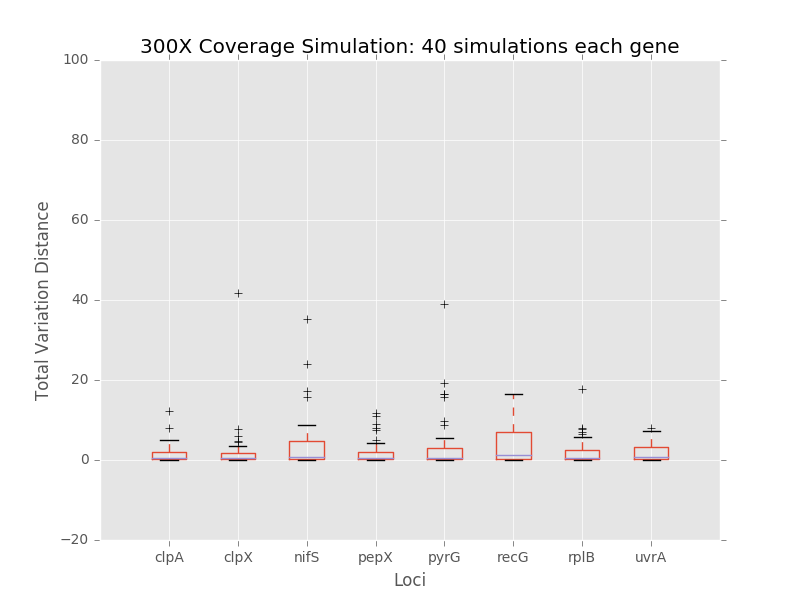 300X Coverage Simulation: 40 simulations each gene
100
80
60
40
20
0
−20
Total Variation Distance
clpA clpX nifS pepX pyrG recG rplB uvrA
Loci